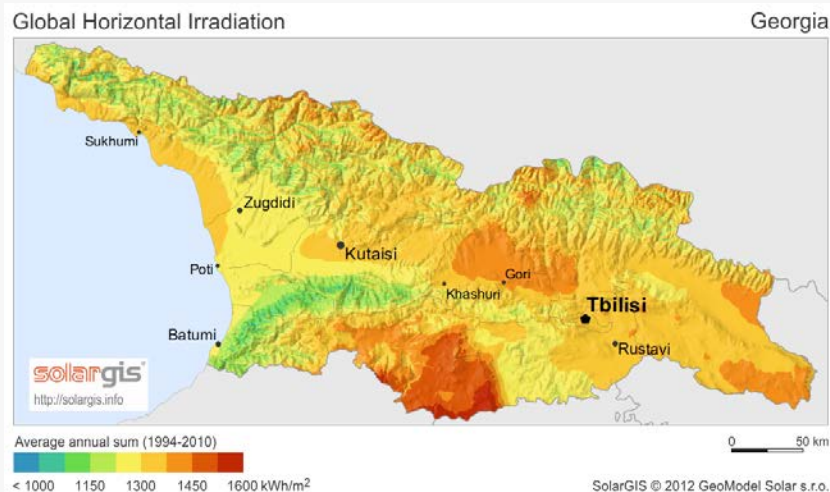 Global Horizontal Irradiation
Georgia
Sukhumi
Zugdidi
Kutaisi
Poti
Gori
Khashuri
Tbilisi
Batumi
Rustavi
solargis
http://solargis.info
Average annual sum (1994-2010)
0 50 km
< 1000 1150 1300 1450 1600 kWh/m²
SolarGIS © 2012 GeoModel Solar s.r.o.